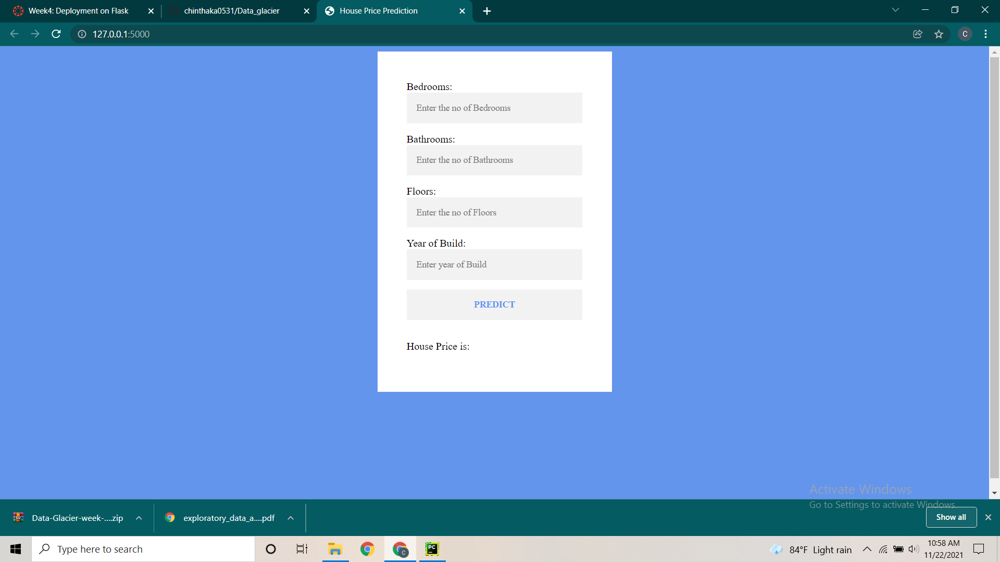 Week4: Deployment on Flask
chinthaka0531/Data_glacier
House Price Prediction
127.0.0.1:5000
C
Bedrooms:
Enter the no of Bedrooms
Bathrooms:
Enter the no of Bathrooms
Floors:
Enter the no of Floors
Year of Build:
Enter year of Build
PREDICT
House Price is:
Activate Windows
Go to Settings to activate Windows.
Data-Glacier-week-....zip
exploratory_data_a....pdf
Show all
Type here to search
C
PC
84°F Light rain
10:58 AM
11/22/2021